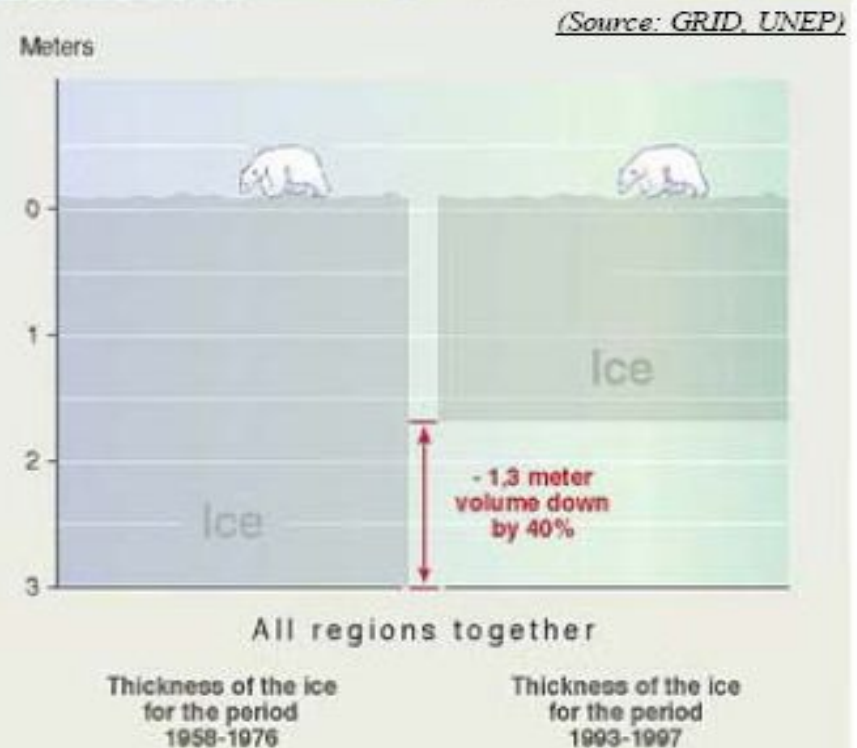 (Source: GRID, UNEP)
Meters
0
1
2
3
Ice
Ice
- 1,3 meter
volume down
by 40%
All regions together
Thickness of the ice
for the period
1958-1976
Thickness of the ice
for the period
1993-1997